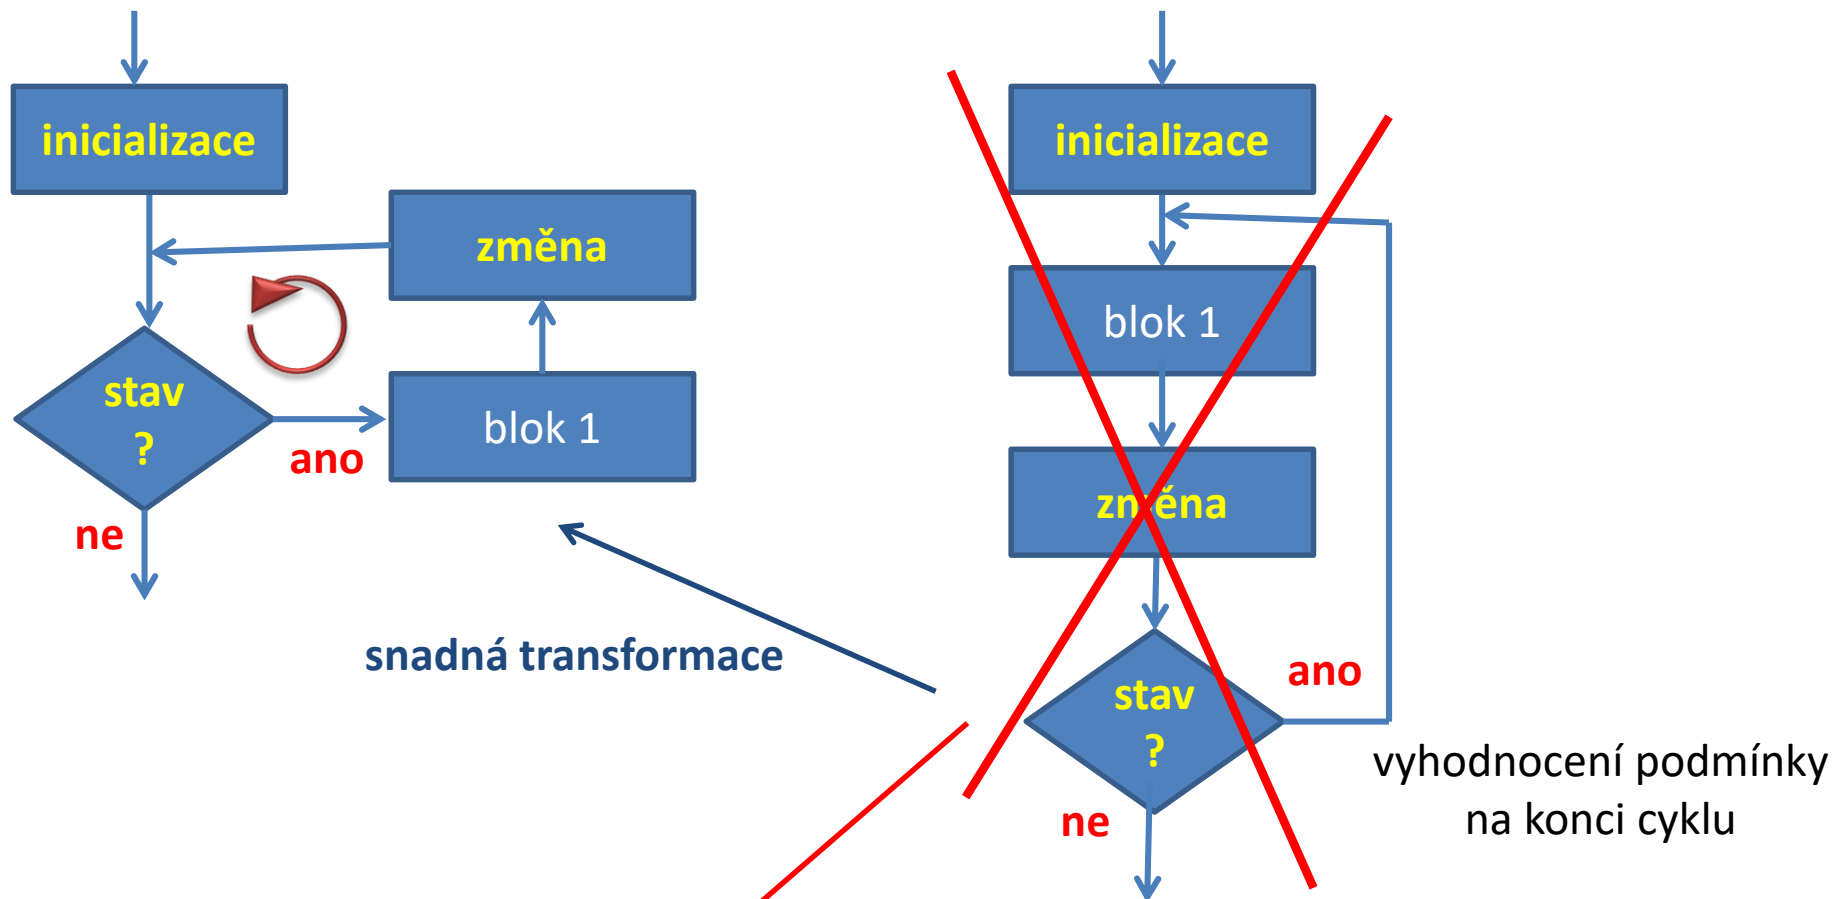 inicializace
změna
stav
?
ano
blok 1
ne
snadná transformace
inicializace
blok 1
změna
stav
?
ano
ne
vyhodnocení podmínky
na konci cyklu